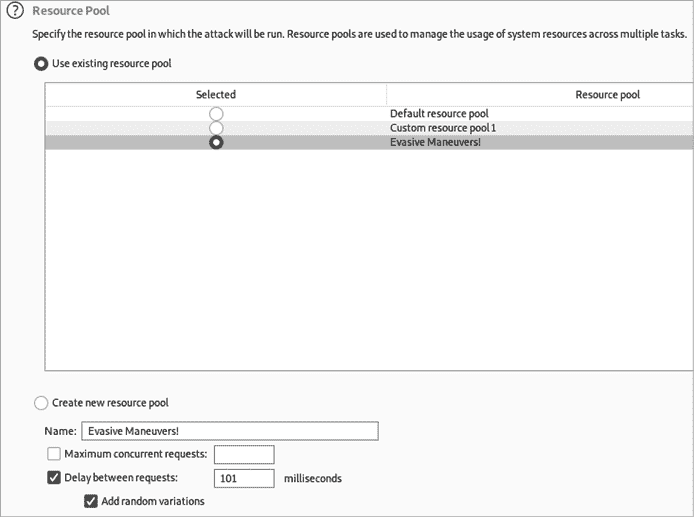 ? Resource Pool
Specify the resource pool in which the attack will be run. Resource pools are used to manage the usage of system resources across multiple tasks.
Use existing resource pool
Selected Resource pool
Default resource pool
Custom resource pool 1
Evasive Maneuvers!
Create new resource pool
Name: Evasive Maneuvers!
Maximum concurrent requests:
Delay between requests: 101 milliseconds
Add random variations